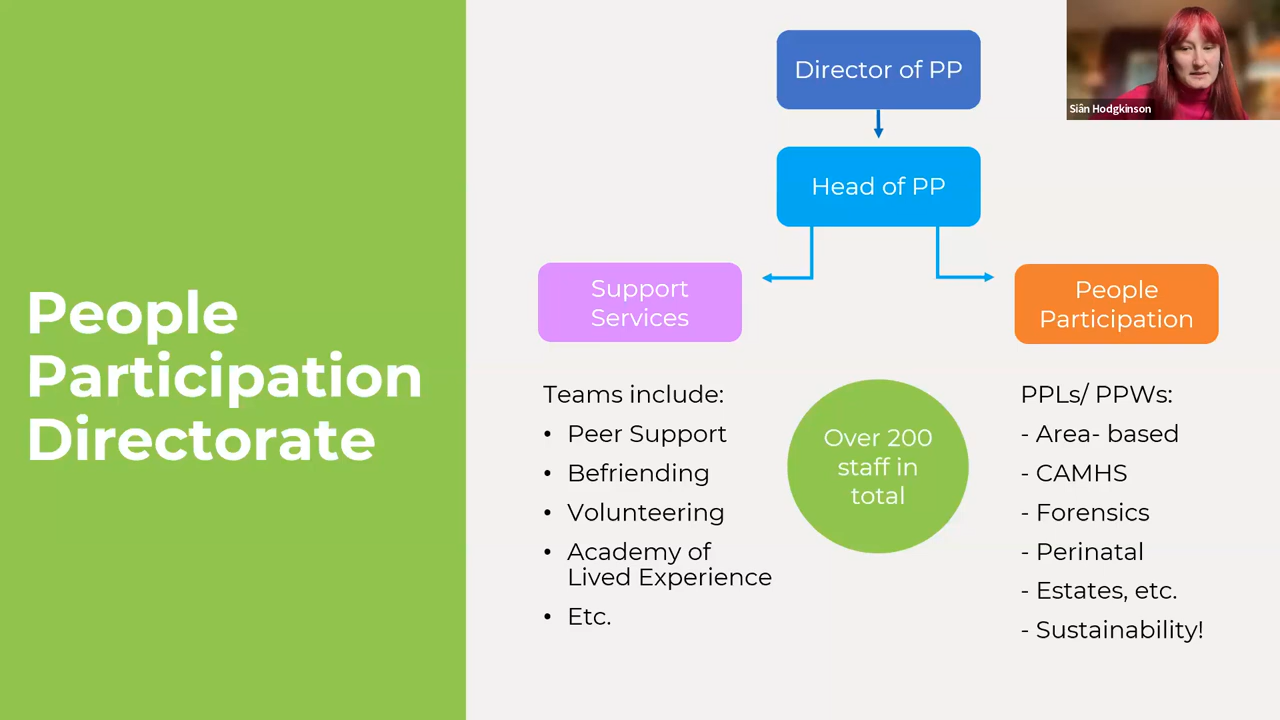 People
Participation
Directorate
Director of PP
Siân Hodgkinson
Head of PP
Support
Services
People
Participation
Teams include:
• Peer Support
• Befriending
• Volunteering
• Academy of
Lived Experience
• Etc.
Over 200
staff in
total
PPLs/ PPWs:
- Area- based
- CAMHS
- Forensics
- Perinatal
- Estates, etc.
- Sustainability!